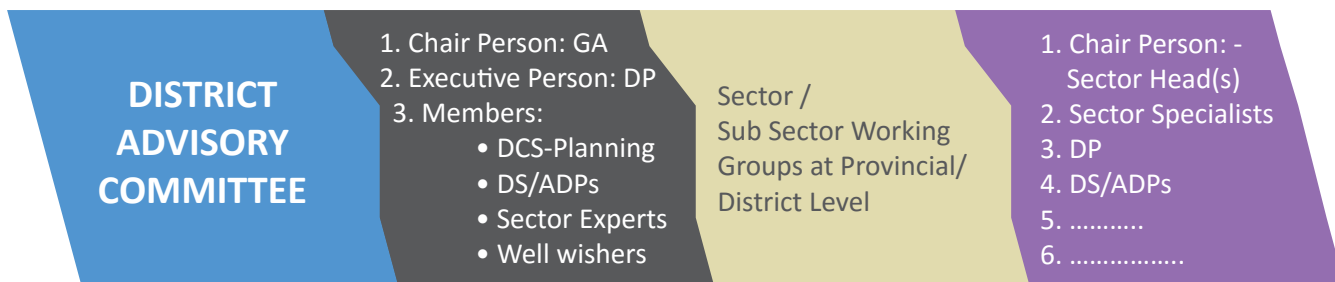 DISTRICT
ADVISORY
COMMITTEE
1. Chair Person: GA
2. Executive Person: DP
3. Members:
• DCS-Planning
• DS/ADPs
• Sector Experts
• Well wishers
Sector /
Sub Sector Working
Groups at Provincial/
District Level
1. Chair Person: -
Sector Head(s)
2. Sector Specialists
3. DP
4. DS/ADPs
5. ………..
6. ……………..